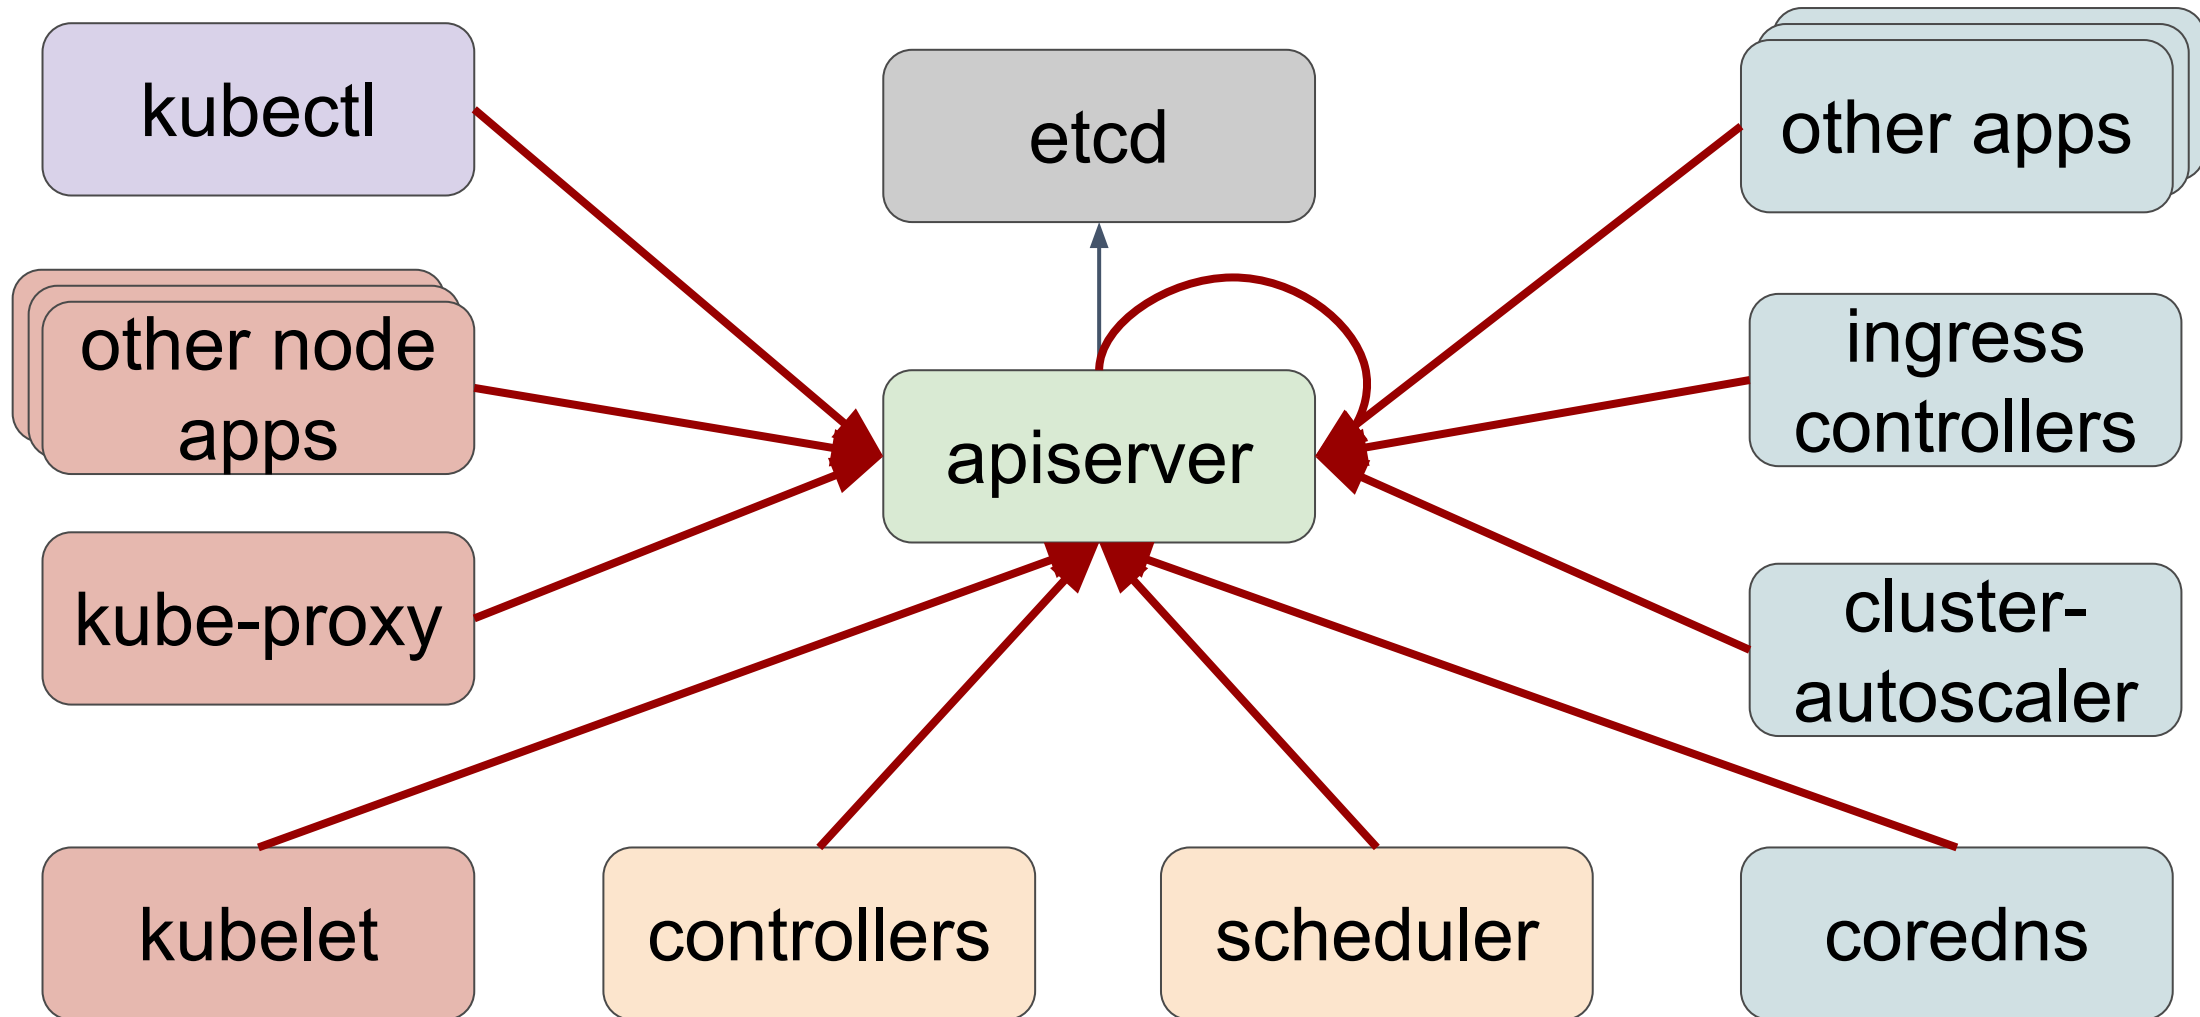 kubectl
etcd
other apps
other node
apps
apiserver
ingress
controllers
kube-proxy
cluster-
autoscaler
kubelet
controllers
scheduler
coredns